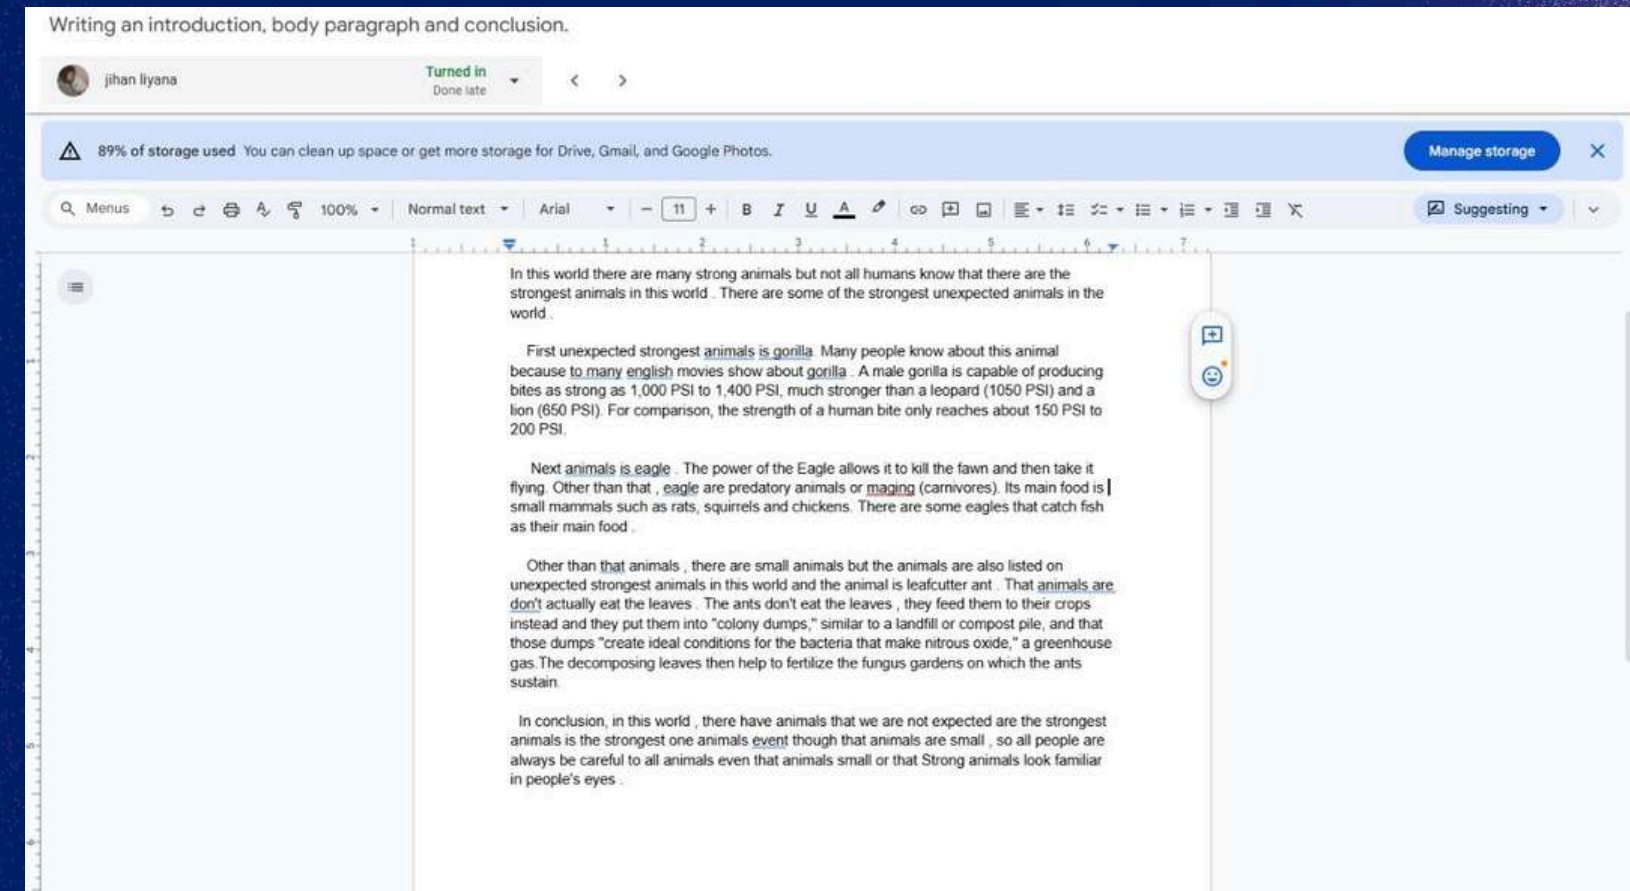 Writing an introduction, body paragraph and conclusion.
jihan liyana
Turned in
Done late
89% of storage used You can clean up space or get more storage for Drive, Gmail, and Google Photos.
Manage storage
Menus 100% Normal text Arial 11 B I U A Suggesting
1 1 2 3 4 5 6 7
In this world there are many strong animals but not all humans know that there are the
strongest animals in this world . There are some of the strongest unexpected animals in the
world .
First unexpected strongest animals is gorilla. Many people know about this animal
because to many english movies show about gorilla . A male gorilla is capable of producing
bites as strong as 1,000 PSI to 1,400 PSI, much stronger than a leopard (1050 PSI) and a
lion (650 PSI). For comparison, the strength of a human bite only reaches about 150 PSI to
200 PSI.
Next animals is eagle . The power of the Eagle allows it to kill the fawn and then take it
flying. Other than that , eagle are predatory animals or maging (carnivores). Its main food is
small mammals such as rats, squirrels and chickens. There are some eagles that catch fish
as their main food .
Other than that animals , there are small animals but the animals are also listed on
unexpected strongest animals in this world and the animal is leafcutter ant . That animals are
don't actually eat the leaves . The ants don't eat the leaves , they feed them to their crops
instead and they put them into "colony dumps," similar to a landfill or compost pile, and that
those dumps "create ideal conditions for the bacteria that make nitrous oxide," a greenhouse
gas.The decomposing leaves then help to fertilize the fungus gardens on which the ants
sustain.
In conclusion, in this world , there have animals that we are not expected are the strongest
animals is the strongest one animals event though that animals are small , so all people are
always be careful to all animals even that animals small or that Strong animals look familiar
in people's eyes .